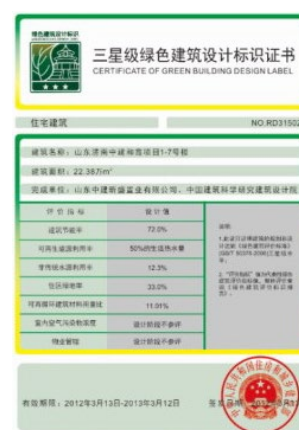 绿色建筑设计标识
三星级绿色建筑设计标识证书
CERTIFICATE OF GREEN BUILDING DESIGN LABEL
住宅建筑
NO.RD31502
建筑名称：山东济南中建
项目1-7号楼
建筑面积：22.38万m²
完成单位：山东中建
置业有限公司、中国建筑科学研究院建筑设计院
评价指标 设计值
建筑节能率 72.0%
可再生能源利用率 50%的生活热水量
非传统水源利用率 12.3%
住区绿地率 33.0%
可再循环建筑材料用量比 11.01%
室内空气污染物浓度 设计阶段不参评
物业管理 设计阶段不参评
说明：
有效期限：2012年3月13日-2013年3月12日